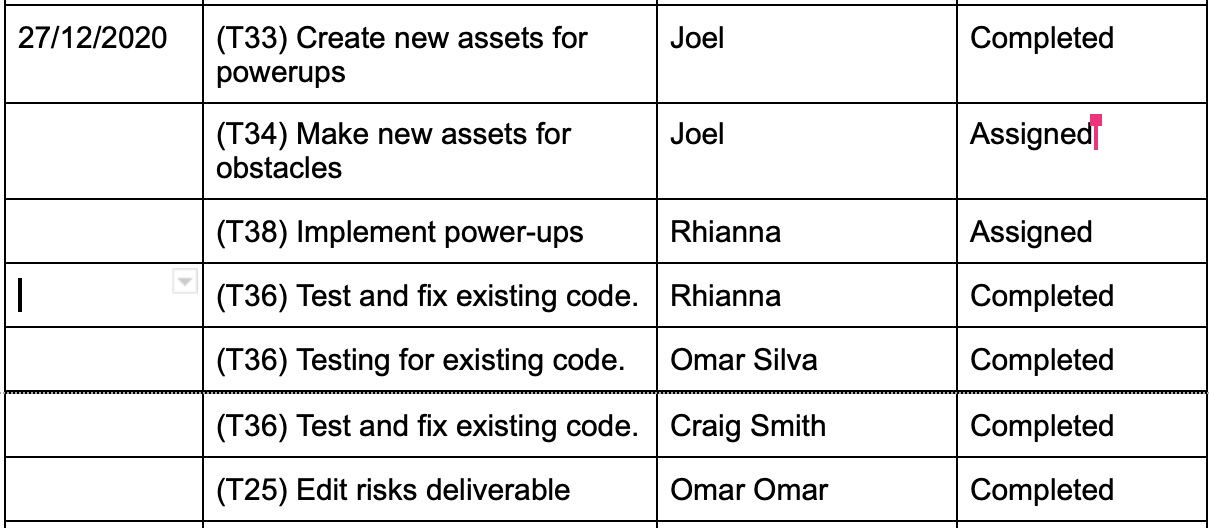 27/12/2020 (T33) Create new assets for powerups Joel Completed
(T34) Make new assets for obstacles Joel Assigned
(T38) Implement power-ups Rhianna Assigned
(T36) Test and fix existing code. Rhianna Completed
(T36) Testing for existing code. Omar Silva Completed
(T36) Test and fix existing code. Craig Smith Completed
(T25) Edit risks deliverable Omar Omar Completed